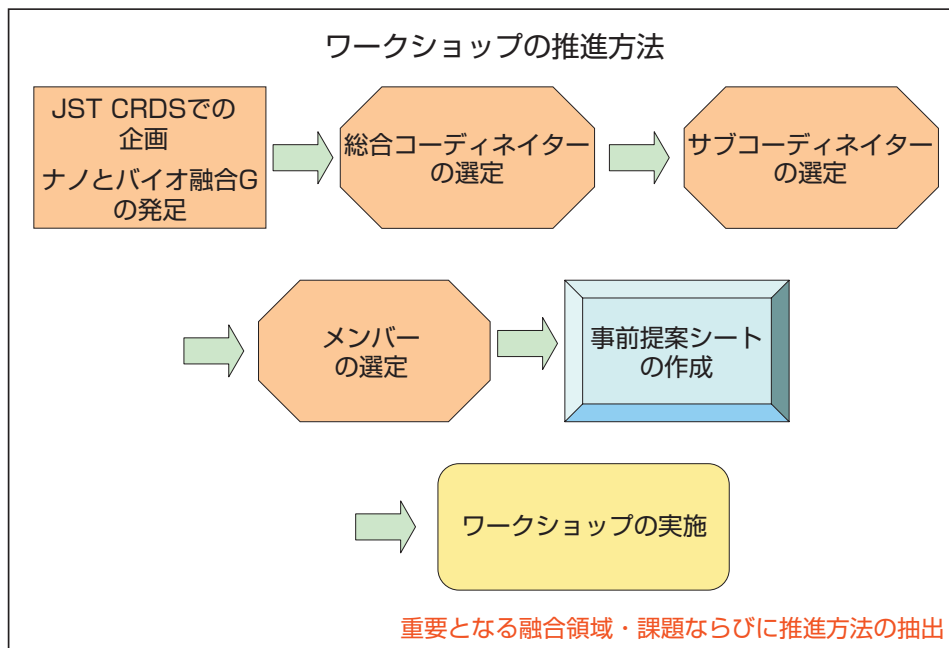 ワークショップの推進方法
JST CRDSでの
企画
ナノとバイオ融合G
の発足
総合コーディネイター
の選定
サブコーディネイター
の選定
メンバー
の選定
事前提案シート
の作成
ワークショップの実施
重要となる融合領域・課題ならびに推進方法の抽出